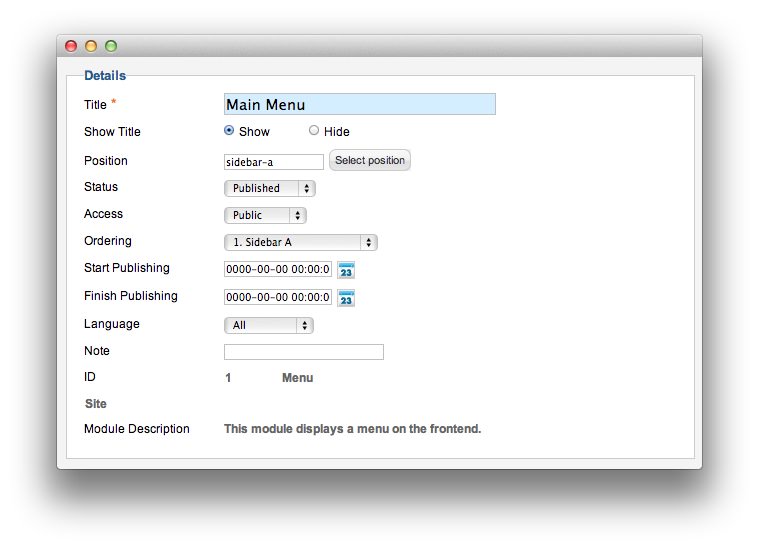 Details
Title * Main Menu
Show Title Show Hide
Position sidebar-a Select position
Status Published
Access Public
Ordering 1. Sidebar A
Start Publishing 0000-00-00 00:00:0 23
Finish Publishing 0000-00-00 00:00:0 23
Language All
Note
ID 1 Menu
Site
Module Description This module displays a menu on the frontend.